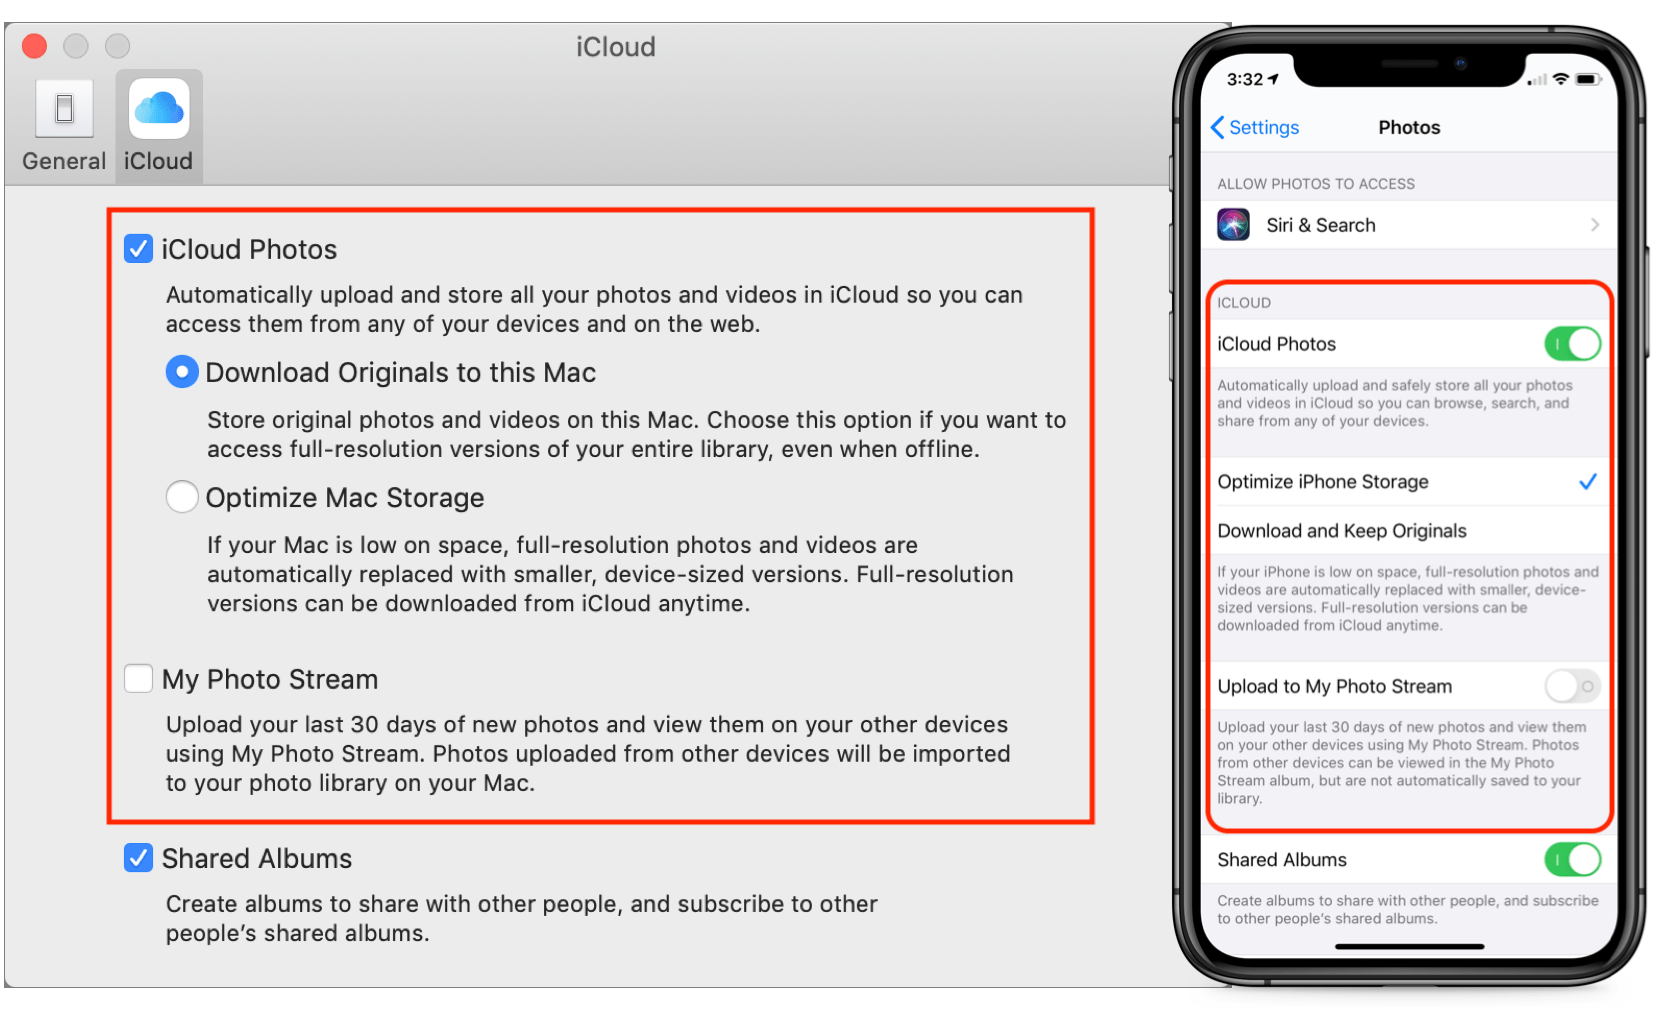 iCloud
General
iCloud
iCloud Photos
Automatically upload and store all your photos and videos in iCloud so you can
access them from any of your devices and on the web.
Download Originals to this Mac
Store original photos and videos on this Mac. Choose this option if you want to
access full-resolution versions of your entire library, even when offline.
Optimize Mac Storage
If your Mac is low on space, full-resolution photos and videos are
automatically replaced with smaller, device-sized versions. Full-resolution
versions can be downloaded from iCloud anytime.
My Photo Stream
Upload your last 30 days of new photos and view them on your other devices
using My Photo Stream. Photos uploaded from other devices will be imported
to your photo library on your Mac.
Shared Albums
Create albums to share with other people, and subscribe to other
people's shared albums.
3:32
Settings
Photos
ALLOW PHOTOS TO ACCESS
Siri & Search
ICLOUD
iCloud Photos
Automatically upload and safely store all your photos
and videos in iCloud so you can browse, search, and
share from any of your devices.
Optimize iPhone Storage
Download and Keep Originals
If your iPhone is low on space, full-resolution photos and
videos are automatically replaced with smaller, device-
sized versions. Full-resolution versions can be
downloaded from iCloud anytime.
Upload to My Photo Stream
Upload your last 30 days of new photos and view them
on your other devices using My Photo Stream. Photos
from other devices can be viewed in the My Photo
Stream album, but are not automatically saved to your
library.
Shared Albums
Create albums to share with other people, and subscribe
to other people's shared albums.